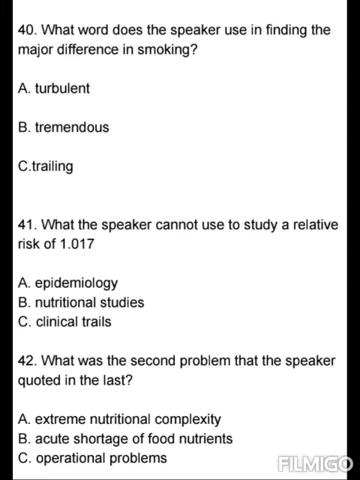 40. What word does the speaker use in finding the
major difference in smoking?
A. turbulent
B. tremendous
C.trailing
41. What the speaker cannot use to study a relative
risk of 1.017
A. epidemiology
B. nutritional studies
C. clinical trails
42. What was the second problem that the speaker
quoted in the last?
A. extreme nutritional complexity
B. acute shortage of food nutrients
C. operational problems
FILMIGO